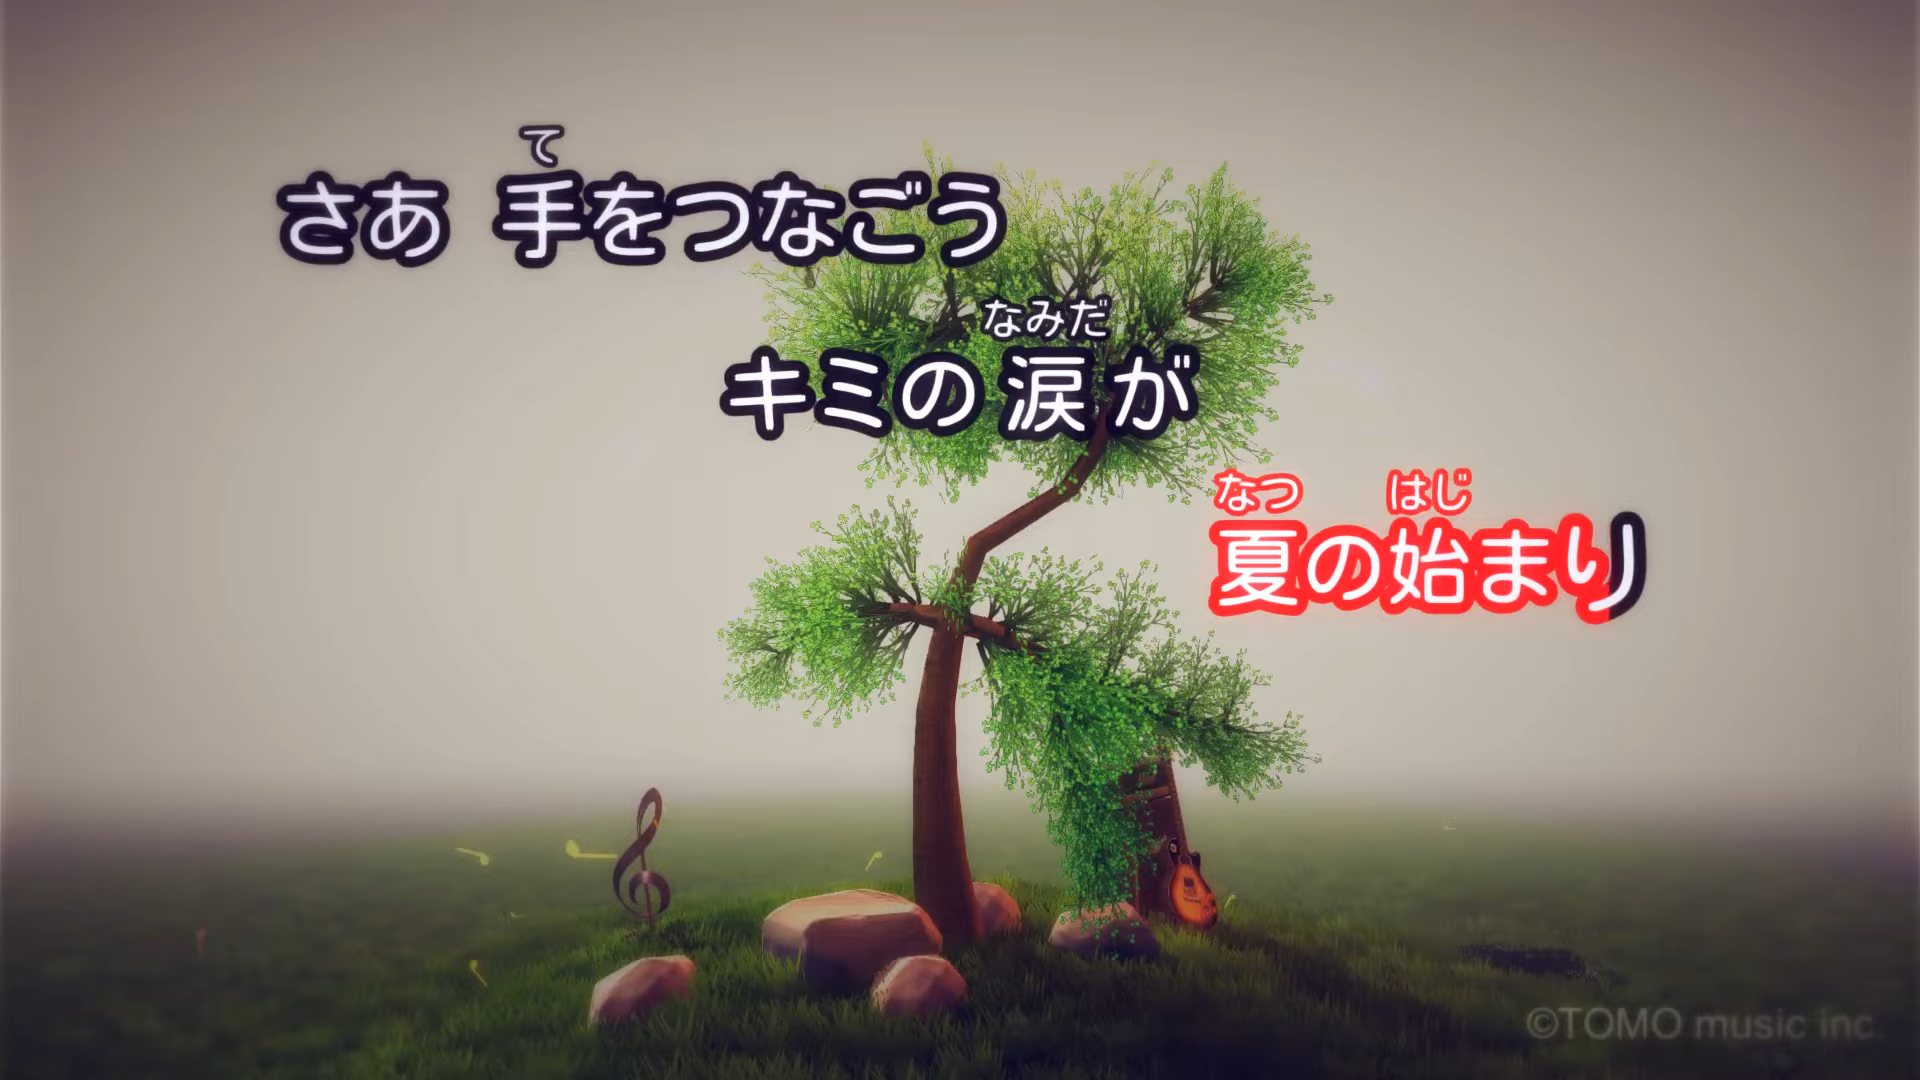 て
さあ 手をつなごう
なみだ
キミの涙が
なつ はじ
夏の始まり
©TOMO music inc.